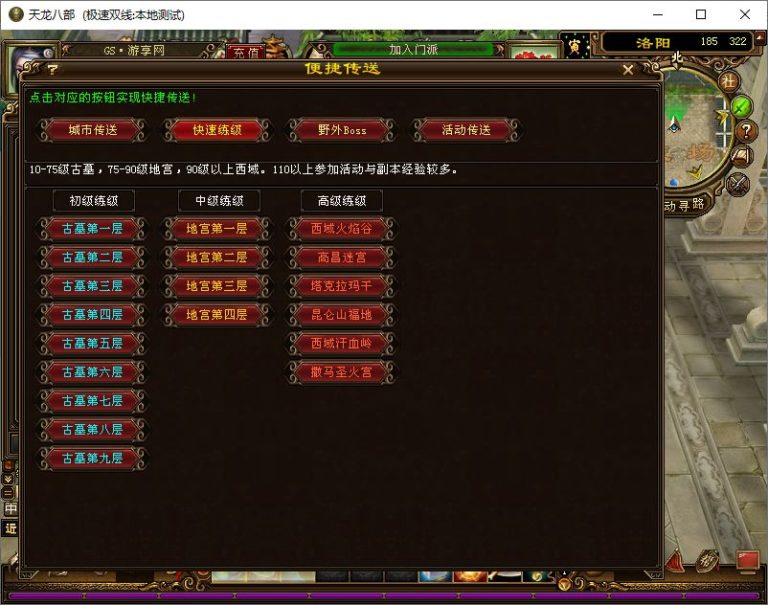 天龙八部 (极速双线:本地测试)
GS·游享网
充值
加入门派
寅
洛阳 185 322
北
?
便捷传送
社
点击对应的按钮实现快捷传送!
城市传送 快速练级 野外Boss 活动传送
?
10-75级古墓,75-90级地宫,90级以上西域。110以上参加活动与副本经验较多。
初级练级 中级练级 高级练级
动寻路
古墓第一层 地宫第一层 西域火焰谷
古墓第二层 地宫第二层 高昌迷宫
古墓第三层 地宫第三层 塔克拉玛干
古墓第四层 地宫第四层 昆仑山福地
古墓第五层 西域汗血岭
古墓第六层 撒马圣火宫
古墓第七层
古墓第八层
古墓第九层
中
近